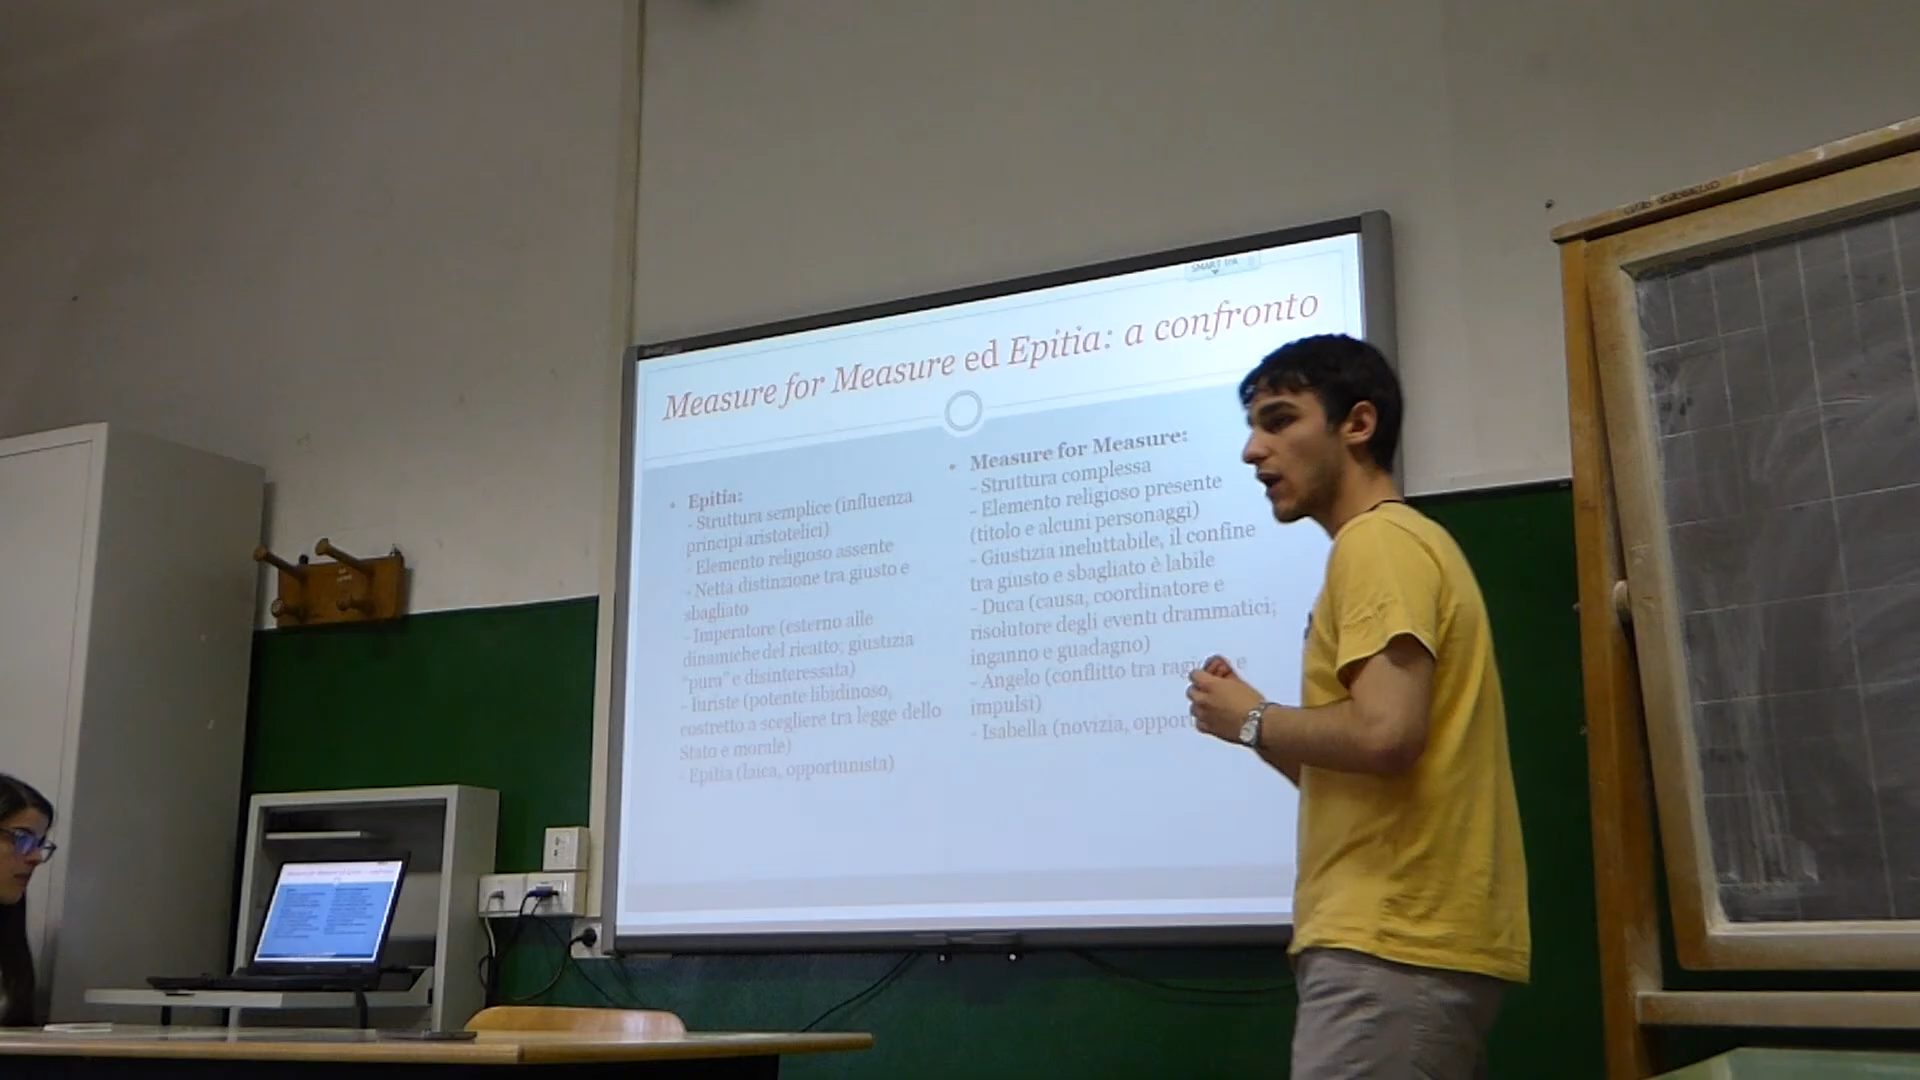 SMART
Measure for Measure ed Epitia: a confronto
• Epitia:
- Struttura semplice (influenza
principi aristotelici)
- Elemento religioso assente
- Netta distinzione tra giusto e
sbagliato
- Imperatore (esterno alle
dinamiche del ricatto; giustizia
“pura” e disinteressata)
- Iuriste (potente libidinoso,
costretto a scegliere tra legge dello
Stato e morale)
- Epitia (laica, opportunista)
• Measure for Measure:
- Struttura complessa
- Elemento religioso presente
(titolo e alcuni personaggi)
- Giustizia ineluttabile, il confine
tra giusto e sbagliato è labile
- Duca (causa, coordinatore e
risolutore degli eventi drammatici;
inganno e guadagno)
- Angelo (conflitto tra e
impulsi)
- Isabella (novizia,